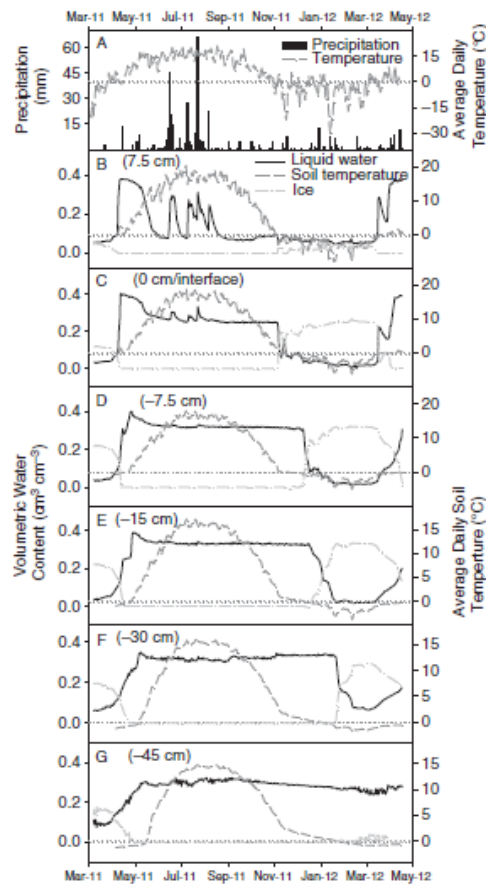 Mar-11 May-11 Jul-11 Sep-11 Nov-11 Jan-12 Mar-12 May-12
A
Precipitation
Temperature
60
45
30
15
15
0
-15
-30
Precipitation
(mm)
Average Daily
Temperature (°C)
B
(7.5 cm)
Liquid water
Soil temperature
Ice
0.4
0.2
0.0
20
10
0
C
(0 cm/interface)
0.4
0.2
0.0
20
10
0
D
(−7.5 cm)
0.4
0.2
0.0
20
10
0
E
(−15 cm)
0.4
0.2
0.0
15
10
5
0
F
(−30 cm)
0.4
0.2
0.0
15
10
5
0
G
(−45 cm)
0.4
0.2
0.0
15
10
5
0
Volumetric Water
Content (cm³ cm⁻³)
Average Daily Soil
Temperture (°C)
Mar-11 May-11 Jul-11 Sep-11 Nov-11 Jan-12 Mar-12 May-12